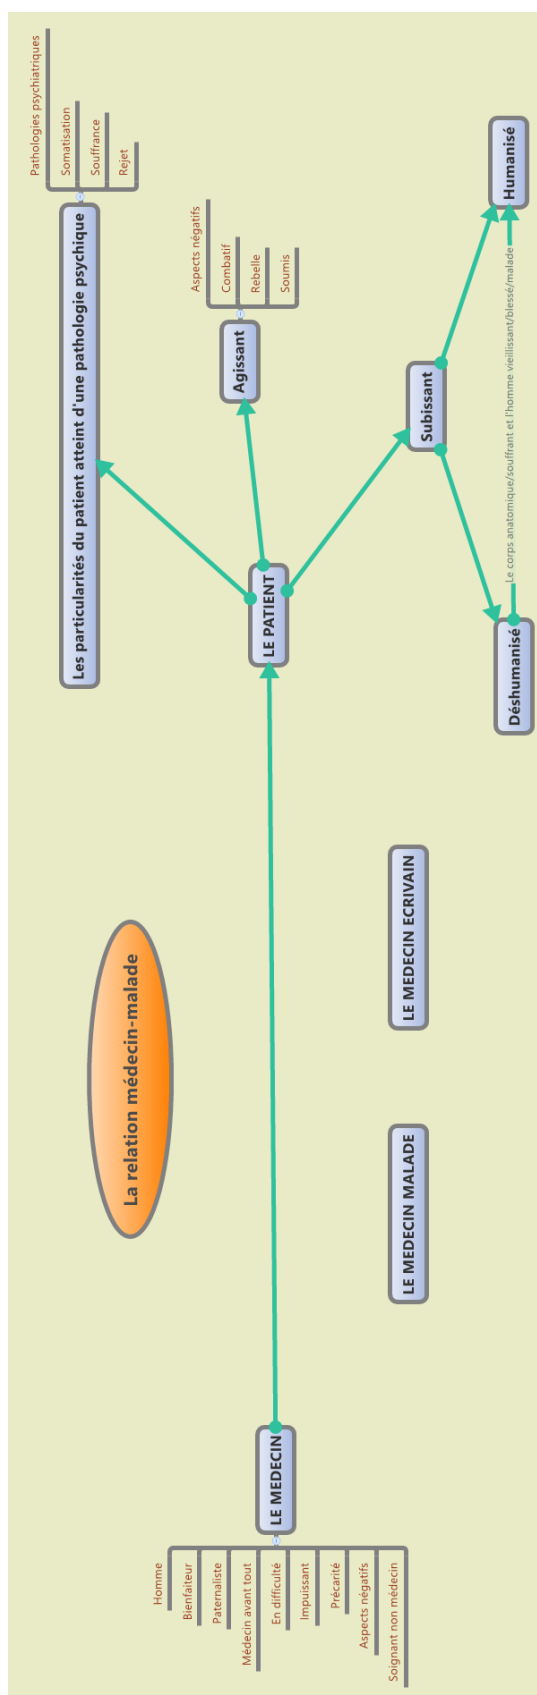 La relation médecin-malade
LE MEDECIN
Homme
Bienfaiteur
Paternaliste
Médecin avant tout
En difficulté
Impuissant
Précarité
Aspects négatifs
Soignant non médecin
LE MEDECIN MALADE
LE MEDECIN ECRIVAIN
LE PATIENT
Les particularités du patient atteint d'une pathologie psychique
Pathologies psychiatriques
Somatisation
Souffrance
Rejet
Agissant
Aspects négatifs
Combatif
Rebelle
Soumis
Subissant
Déshumanisé
Le corps anatomique/souffrant et l'homme vieillissant/blessé/malade
Humanisé